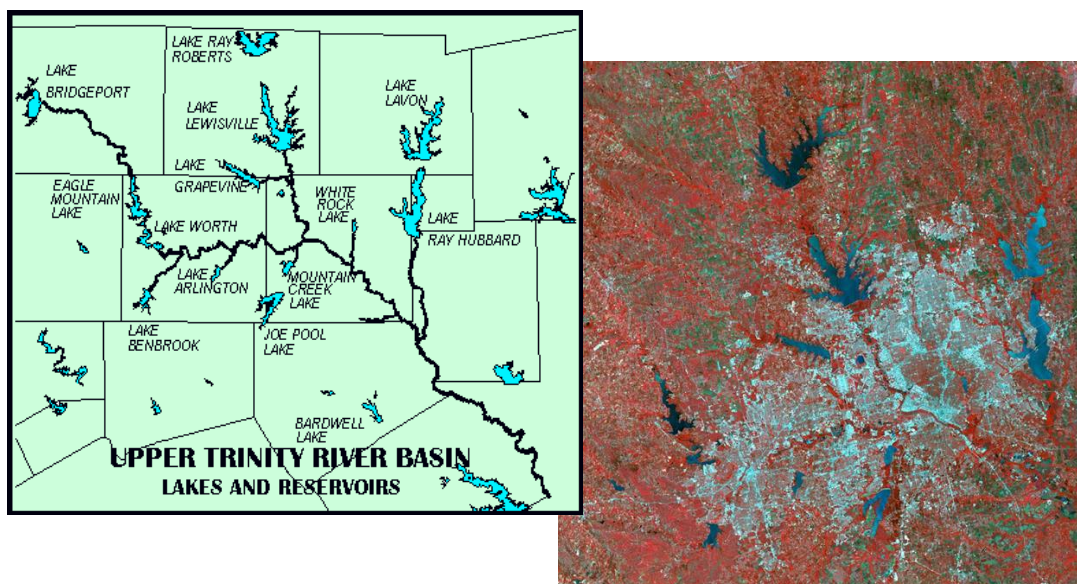 LAKE RAY
ROBERTS
LAKE
BRIDGEPORT
LAKE
LAVON
LAKE
LEWISVILLE
LAKE
GRAPEVINE
EAGLE
MOUNTAIN
LAKE
WHITE
ROCK
LAKE
LAKE WORTH
LAKE
RAY HUBBARD
LAKE
ARLINGTON
MOUNTAIN
CREEK
LAKE
LAKE
BENBROOK
JOE POOL
LAKE
BARDWELL
LAKE
UPPER TRINITY RIVER BASIN
LAKES AND RESERVOIRS